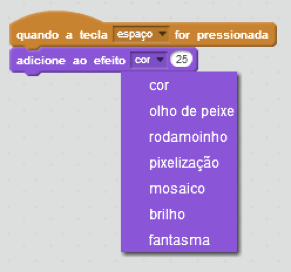 quando a tecla espaço for pressionada
adicione ao efeito cor 25
cor
olho de peixe
rodamoinho
pixelização
mosaico
brilho
fantasma